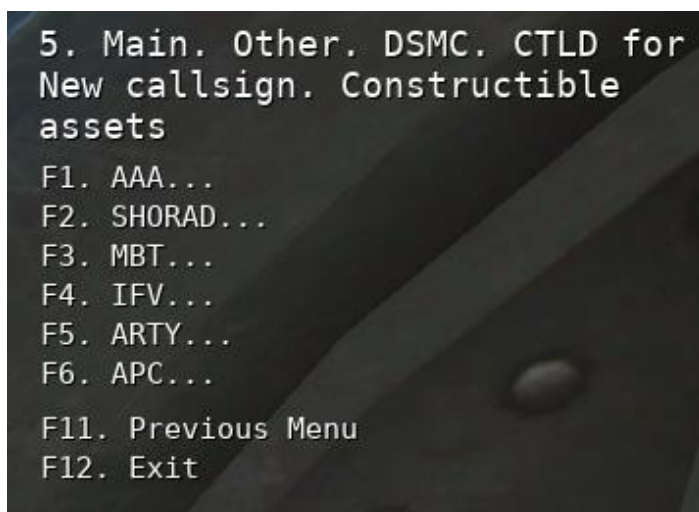 5. Main. Other. DSMC. CTLD for
New callsign. Constructible
assets
F1. AAA...
F2. SHORAD...
F3. MBT...
F4. IFV...
F5. ARTY...
F6. APC...
F11. Previous Menu
F12. Exit